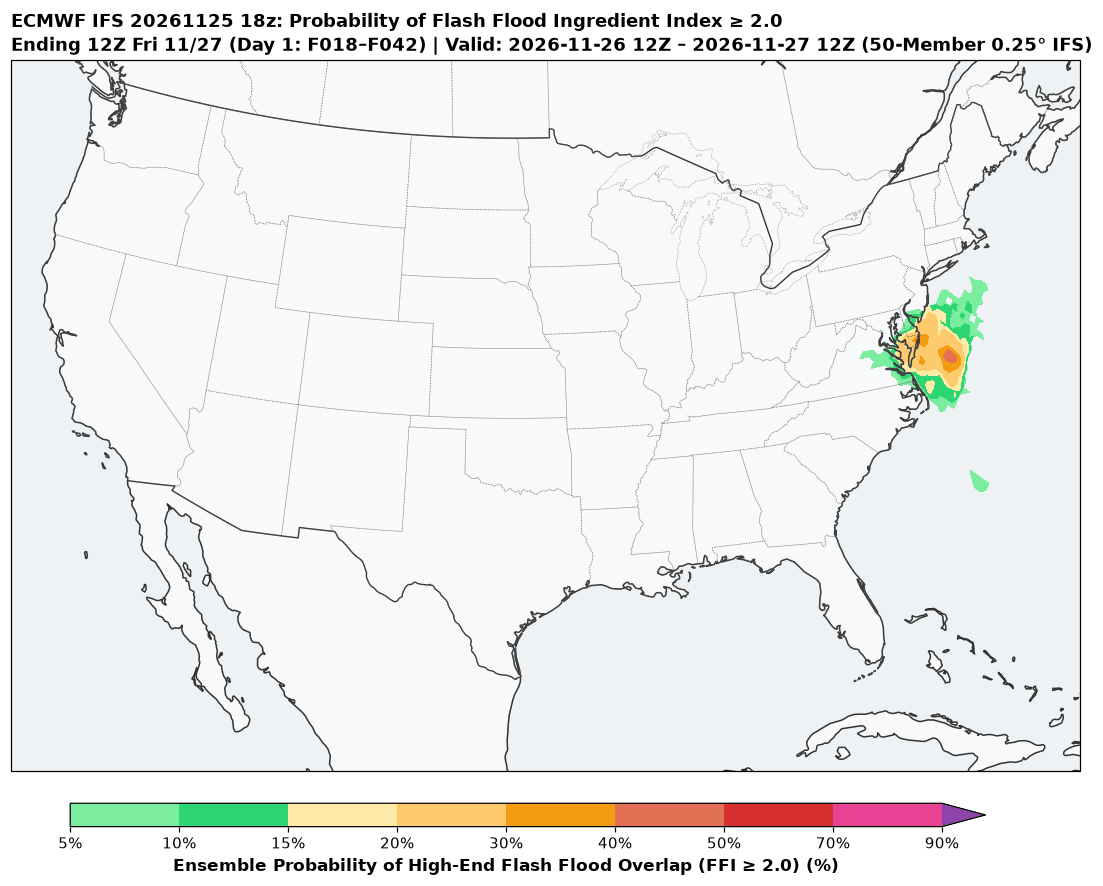 ECMWF IFS 20261125 18z: Probability of Flash Flood Ingredient Index ≥ 2.0
Ending 12Z Fri 11/27 (Day 1: F018–F042) | Valid: 2026-11-26 12Z – 2026-11-27 12Z (50-Member 0.25° IFS)
5% 10% 15% 20% 30% 40% 50% 70% 90%
Ensemble Probability of High-End Flash Flood Overlap (FFI ≥ 2.0) (%)